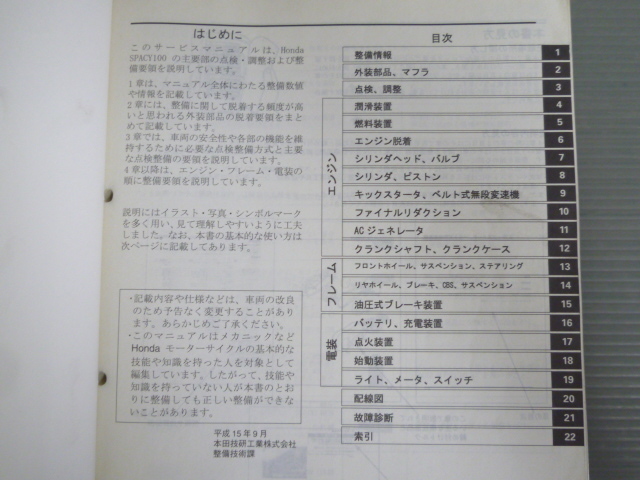 はじめに
このサービスマニュアルは、Honda
SPACY100 の主要部の点検・調整および整
備要領を説明しています。
1章は、マニュアル全体にわたる整備数値
や情報を記載しています。
2章には、整備に関して脱着する頻度が高
いと思われる外装部品の脱着要領をまと
めて記載しています。
3章では、車両の安全性や各部の機能を維
持するために必要な点検整備方式と主要
な点検整備の要領を説明しています。
4章以降は、エンジン・フレーム・電装の
順に整備要領を説明しています。
説明にはイラスト・写真・シンボルマーク
を多く用い、見て理解しやすいように工夫
しました。なお、本書の基本的な使い方は
次ページに記載してあります。
・記載内容や仕様などは、車両の改良
のため予告なく変更することがあり
ます。あらかじめご了承ください。
・このマニュアルはメカニックなど
Honda モーターサイクルの基本的な
技能や知識を持った人を対象として
編集しています。したがって、技能や
知識を持っていない人が本書のとお
りに整備しても正しい整備ができな
いことがあります。
平成15年9月
本田技研工業株式会社
整備技術課
目次
整備情報 1
外装部品、マフラ 2
点検、調整 3
エンジン
潤滑装置 4
燃料装置 5
エンジン脱着 6
シリンダヘッド、バルブ 7
シリンダ、ピストン 8
キックスタータ、ベルト式無段変速機 9
ファイナルリダクション 10
ACジェネレータ 11
クランクシャフト、クランクケース 12
フレーム
フロントホイール、サスペンション、ステアリング 13
リヤホイール、ブレーキ、CBS、サスペンション 14
油圧式ブレーキ装置 15
電装
バッテリ、充電装置 16
点火装置 17
始動装置 18
ライト、メータ、スイッチ 19
配線図 20
故障診断 21
索引 22